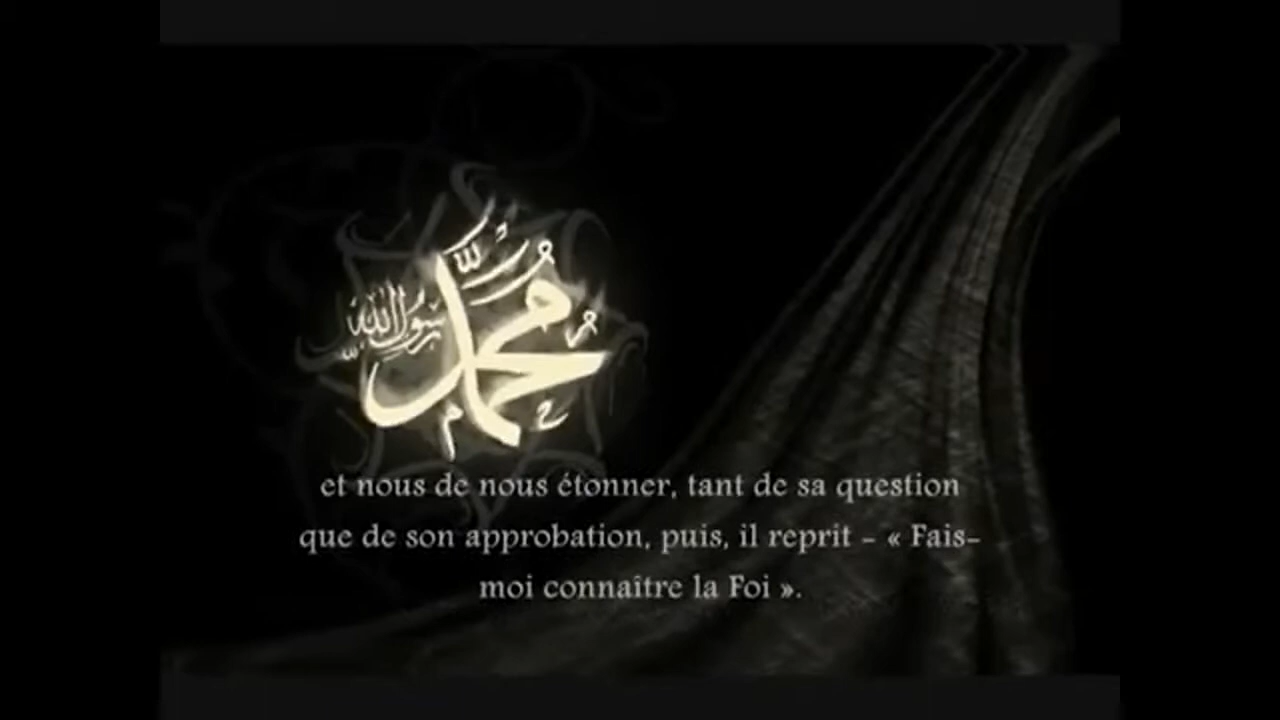 محمد
رسول الله
et nous de nous étonner, tant de sa question
que de son approbation, puis, il reprit - « Fais-
moi connaître la Foi ».